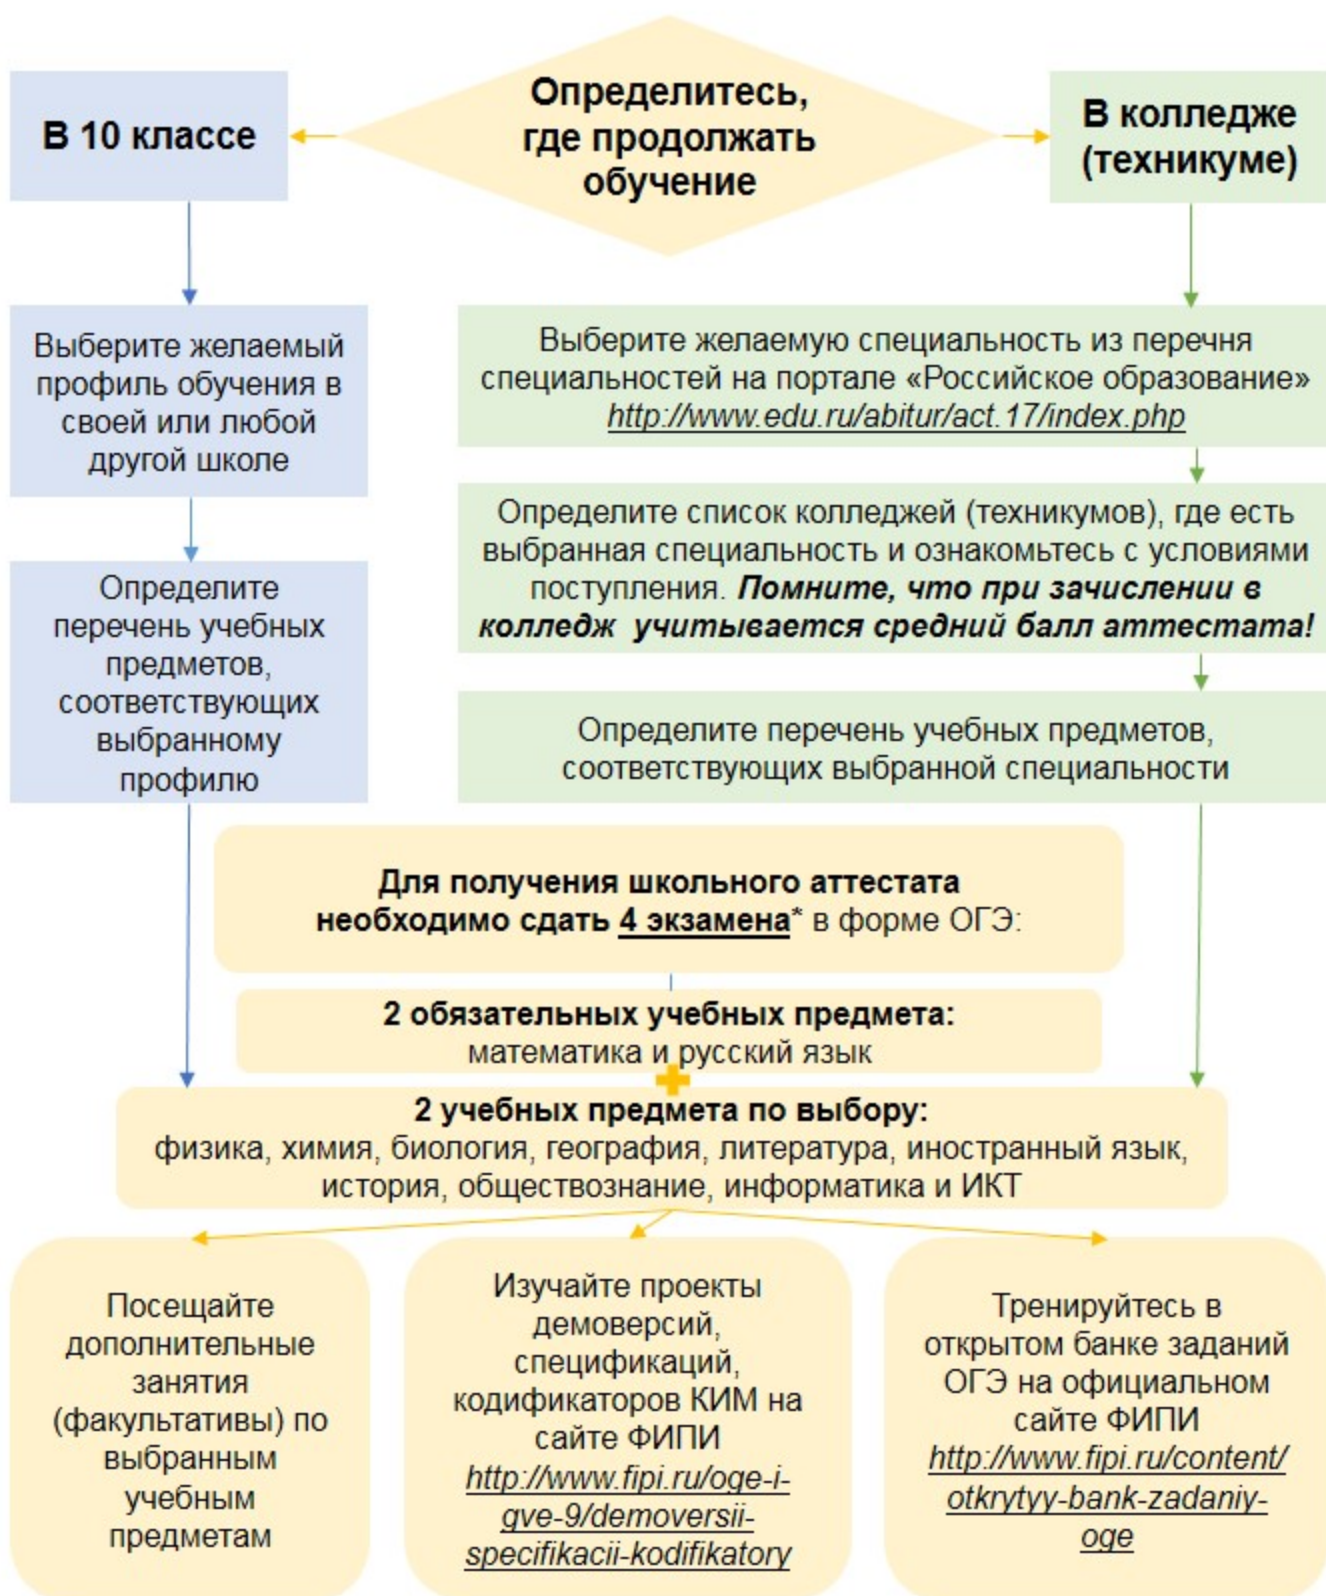 Определитесь,
где продолжать
обучение
В 10 классе
В колледже
(техникуме)
Выберите желаемый
профиль обучения в
своей или любой
другой школе
Определите
перечень учебных
предметов,
соответствующих
выбранному
профилю
Выберите желаемую специальность из перечня
специальностей на портале «Российское образование»
http://www.edu.ru/abitur/act.17/index.php
Определите список колледжей (техникумов), где есть
выбранная специальность и ознакомьтесь с условиями
поступления. Помните, что при зачислении в
колледж учитывается средний балл аттестата!
Определите перечень учебных предметов,
соответствующих выбранной специальности
Для получения школьного аттестата
необходимо сдать 4 экзамена* в форме ОГЭ:
2 обязательных учебных предмета:
математика и русский язык
2 учебных предмета по выбору:
физика, химия, биология, география, литература, иностранный язык,
история, обществознание, информатика и ИКТ
Посещайте
дополнительные
занятия
(факультативы) по
выбранным
учебным
предметам
Изучайте проекты
демоверсий,
спецификаций,
кодификаторов КИМ на
сайте ФИПИ
http://www.fipi.ru/oge-i-
gve-9/demoversii-
specifikacii-kodifikatory
Тренируйтесь в
открытом банке заданий
ОГЭ на официальном
сайте ФИПИ
http://www.fipi.ru/content/
otkrytyy-bank-zadaniy-
oge